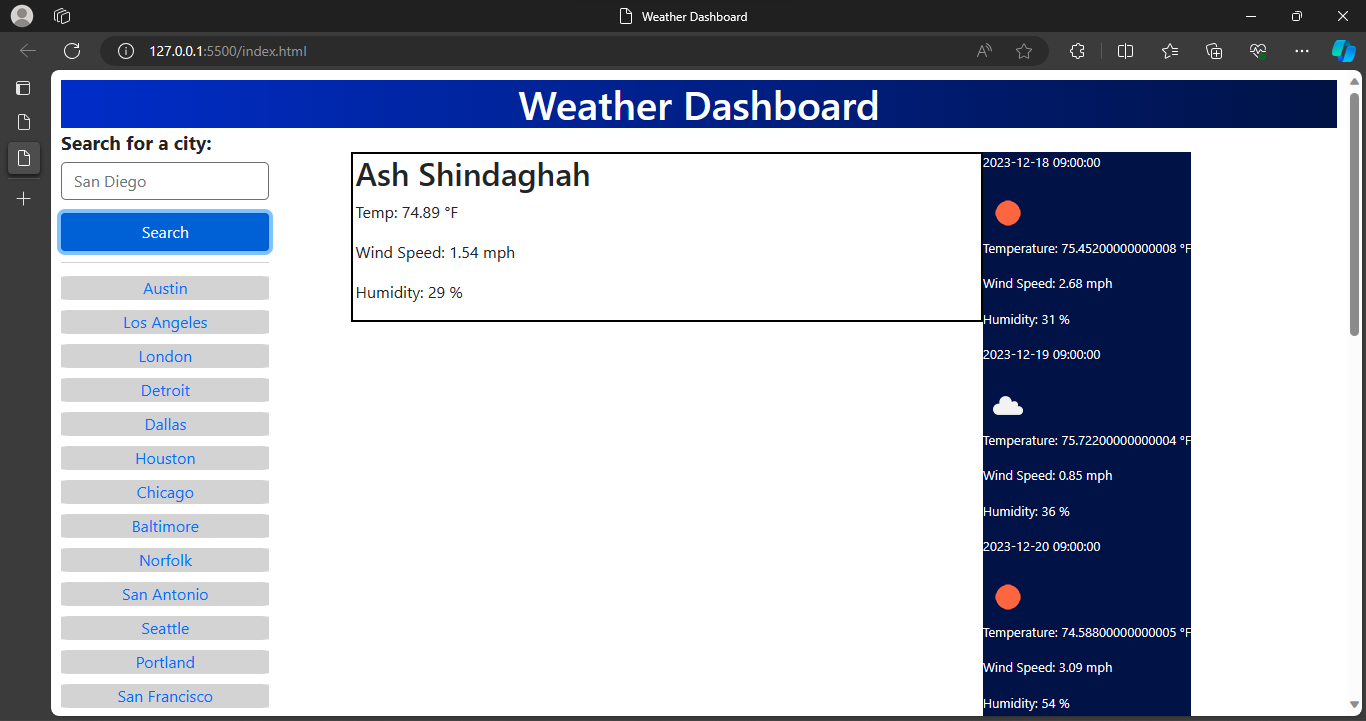 Weather Dashboard
127.0.0.1:5500/index.html
Weather Dashboard
Search for a city:
San Diego
Search
Austin
Los Angeles
London
Detroit
Dallas
Houston
Chicago
Baltimore
Norfolk
San Antonio
Seattle
Portland
San Francisco
Ash Shindaghah
Temp: 74.89 °F
Wind Speed: 1.54 mph
Humidity: 29 %
2023-12-18 09:00:00
Temperature: 75.45200000000008 °F
Wind Speed: 2.68 mph
Humidity: 31 %
2023-12-19 09:00:00
Temperature: 75.72200000000004 °F
Wind Speed: 0.85 mph
Humidity: 36 %
2023-12-20 09:00:00
Temperature: 74.58800000000005 °F
Wind Speed: 3.09 mph
Humidity: 54 %